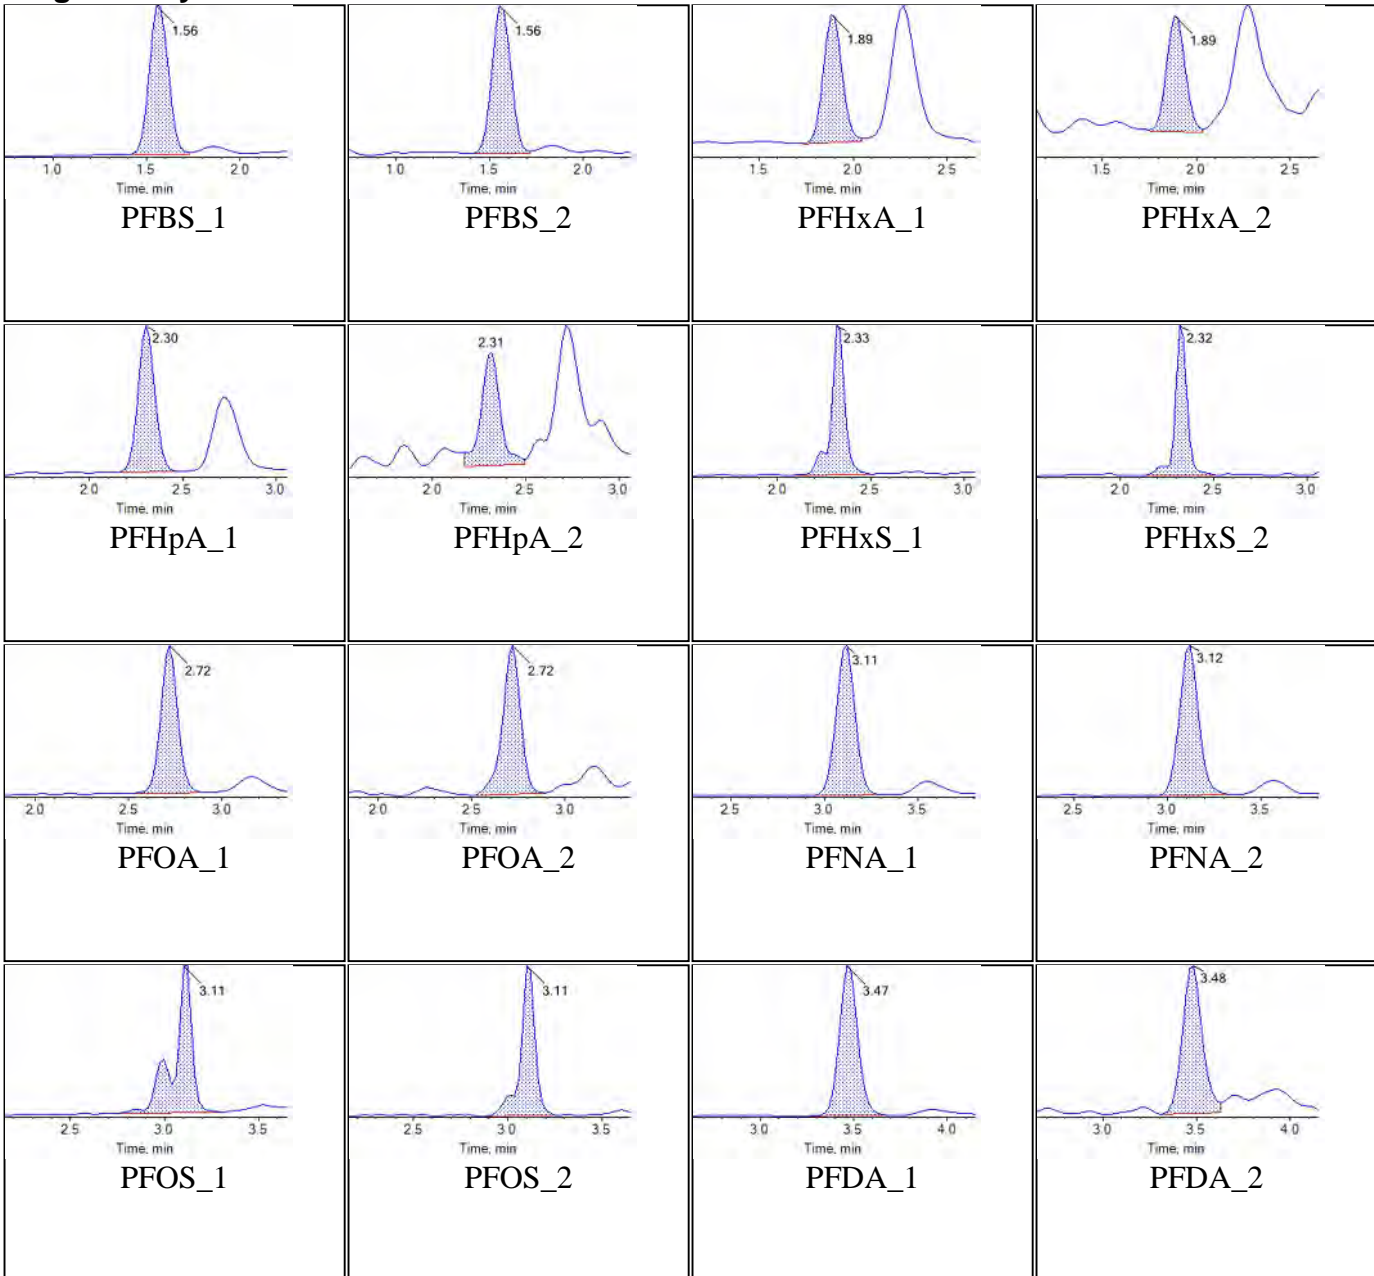 1.56 1.56 1.89 1.89
1.0 1.5 2.0 1.0 1.5 2.0 1.5 2.0 2.5 1.5 2.0 2.5
Time, min Time, min Time, min Time, min
PFBS_1 PFBS_2 PFHxA_1 PFHxA_2
2.30 2.31 2.33 2.32
2.0 2.5 3.0 2.0 2.5 3.0 2.0 2.5 3.0 2.0 2.5 3.0
Time, min Time, min Time, min Time, min
PFHpA_1 PFHpA_2 PFHxS_1 PFHxS_2
2.72 2.72 3.11 3.12
2.0 2.5 3.0 2.0 2.5 3.0 2.5 3.0 3.5 2.5 3.0 3.5
Time, min Time, min Time, min Time, min
PFOA_1 PFOA_2 PFNA_1 PFNA_2
3.11 3.11 3.47 3.48
2.5 3.0 3.5 2.5 3.0 3.5 3.0 3.5 4.0 3.0 3.5 4.0
Time, min Time, min Time, min Time, min
PFOS_1 PFOS_2 PFDA_1 PFDA_2